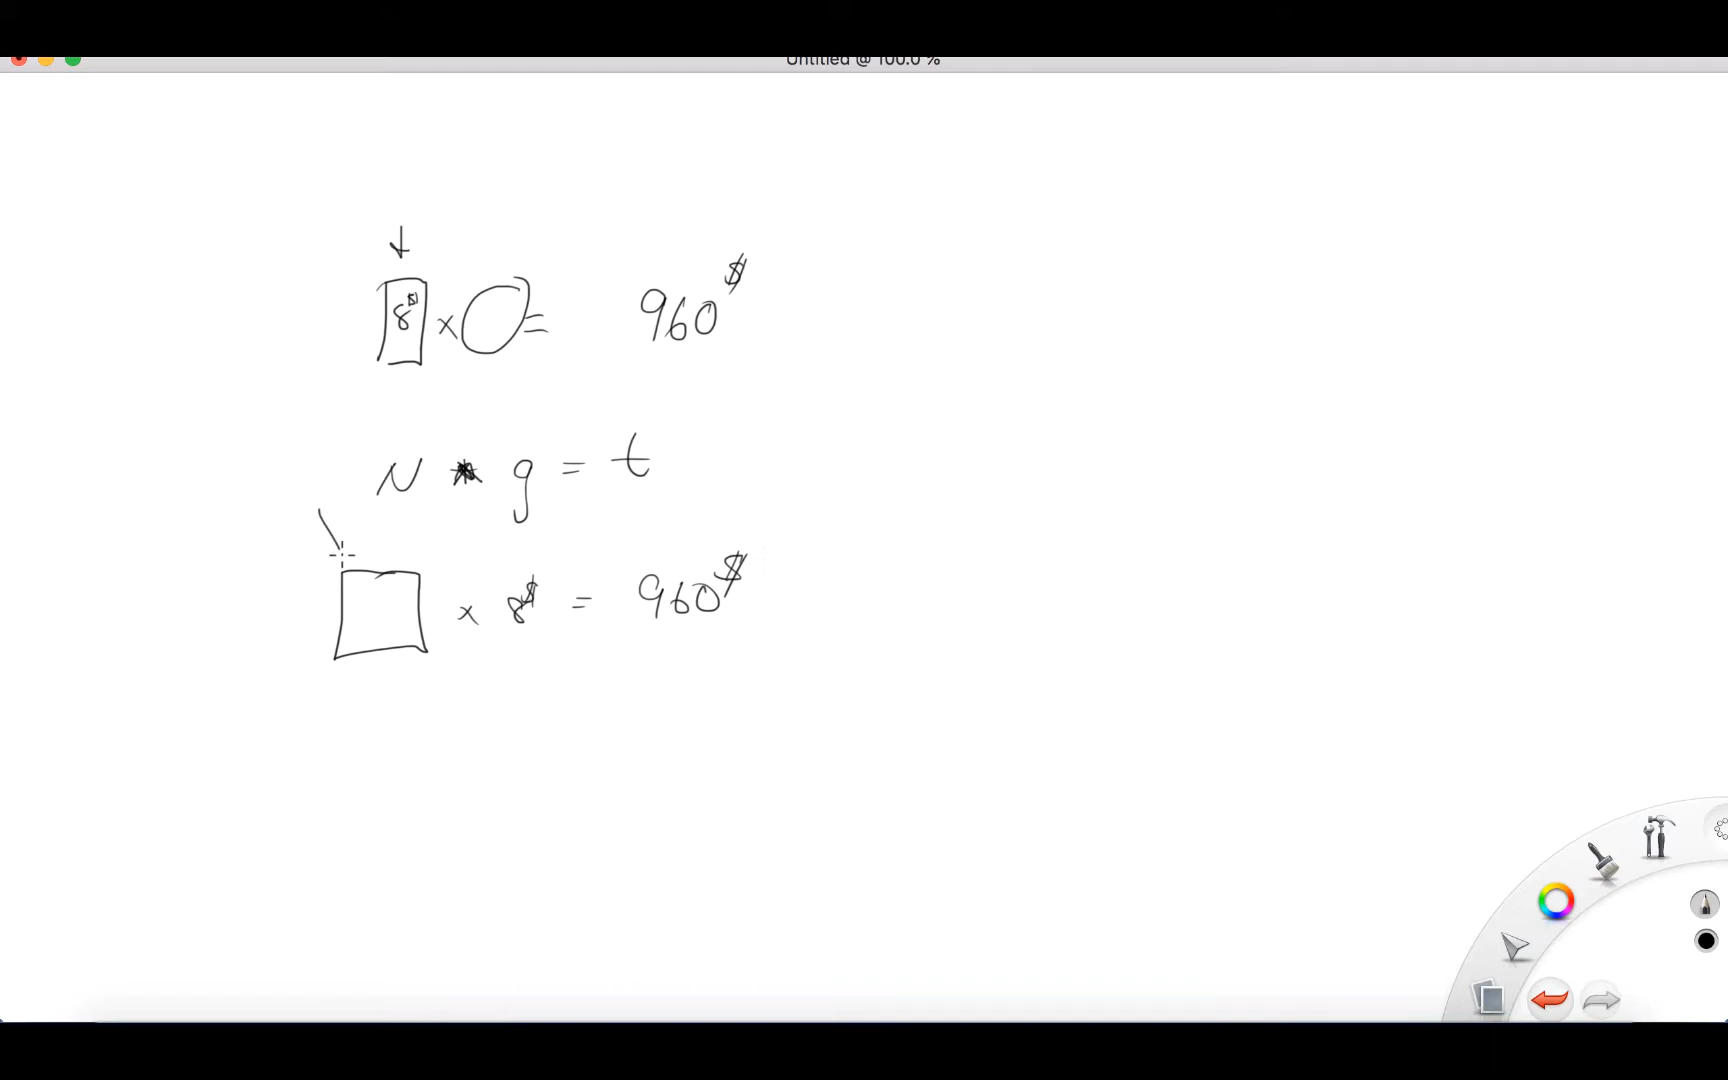 Untitled @ 100.0 %
8$ × = 960$
N * g = t
× 8$ = 960$